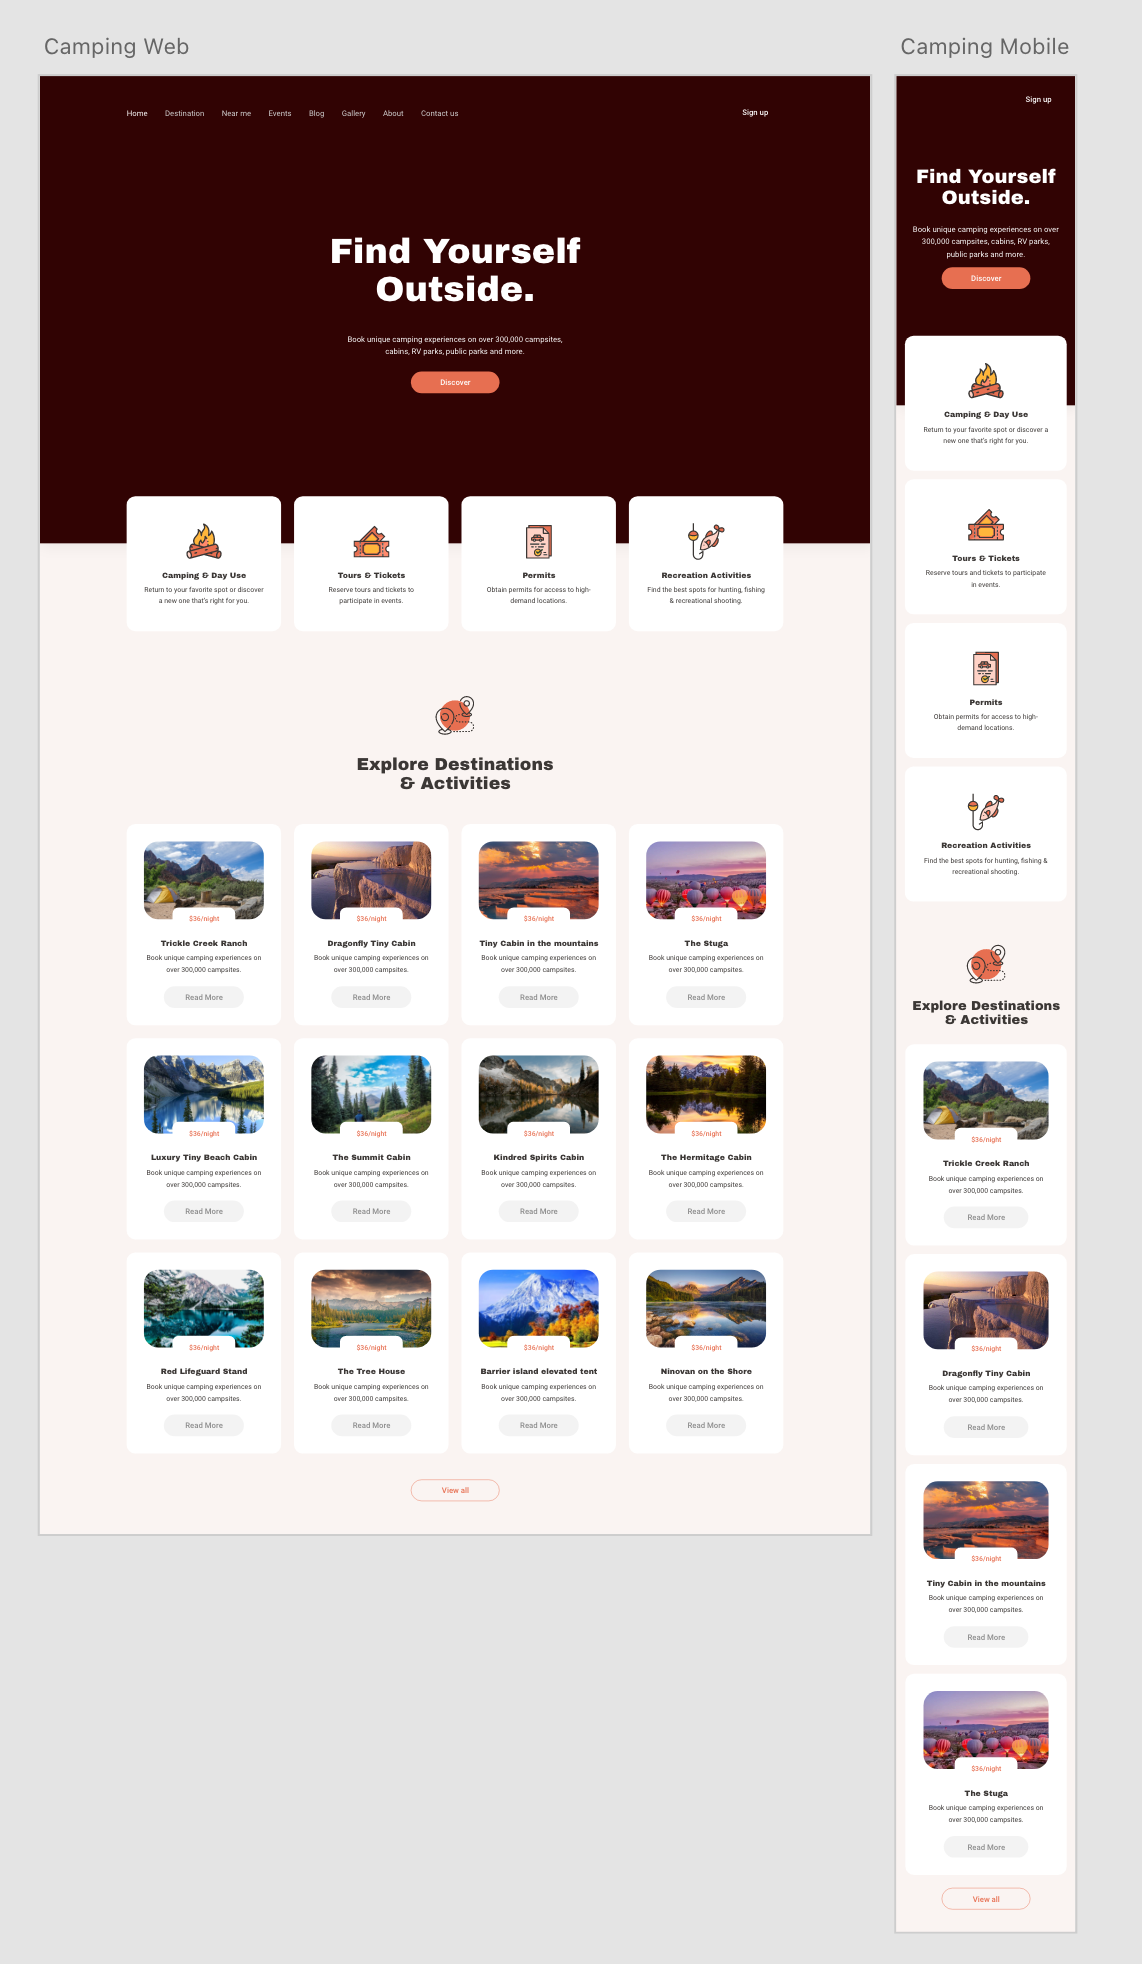 Camping Web
Home Destination Near me Events Blog Gallery About Contact us Sign up
Find Yourself
Outside.
Book unique camping experiences on over 300,000 campsites,
cabins, RV parks, public parks and more.
Discover
Camping & Day Use
Return to your favorite spot or discover
a new one that's right for you.
Tours & Tickets
Reserve tours and tickets to
participate in events.
Permits
Obtain permits for access to high-
demand locations.
Recreation Activities
Find the best spots for hunting, fishing
& recreational shooting.
Explore Destinations
& Activities
$36/night
Trickle Creek Ranch
Book unique camping experiences on
over 300,000 campsites.
Read More
$36/night
Dragonfly Tiny Cabin
Book unique camping experiences on
over 300,000 campsites.
Read More
$36/night
Tiny Cabin in the mountains
Book unique camping experiences on
over 300,000 campsites.
Read More
$36/night
The Stuga
Book unique camping experiences on
over 300,000 campsites.
Read More
$36/night
Luxury Tiny Beach Cabin
Book unique camping experiences on
over 300,000 campsites.
Read More
$36/night
The Summit Cabin
Book unique camping experiences on
over 300,000 campsites.
Read More
$36/night
Kindred Spirits Cabin
Book unique camping experiences on
over 300,000 campsites.
Read More
$36/night
The Hermitage Cabin
Book unique camping experiences on
over 300,000 campsites.
Read More
$36/night
Red Lifeguard Stand
Book unique camping experiences on
over 300,000 campsites.
Read More
$36/night
The Tree House
Book unique camping experiences on
over 300,000 campsites.
Read More
$36/night
Barrier island elevated tent
Book unique camping experiences on
over 300,000 campsites.
Read More
$36/night
Ninovan on the Shore
Book unique camping experiences on
over 300,000 campsites.
Read More
View all
Camping Mobile
Sign up
Find Yourself
Outside.
Book unique camping experiences on over
300,000 campsites, cabins, RV parks,
public parks and more.
Discover
Camping & Day Use
Return to your favorite spot or discover a
new one that's right for you.
Tours & Tickets
Reserve tours and tickets to participate
in events.
Permits
Obtain permits for access to high-
demand locations.
Recreation Activities
Find the best spots for hunting, fishing &
recreational shooting.
Explore Destinations
& Activities
$36/night
Trickle Creek Ranch
Book unique camping experiences on
over 300,000 campsites.
Read More
$36/night
Dragonfly Tiny Cabin
Book unique camping experiences on
over 300,000 campsites.
Read More
$36/night
Tiny Cabin in the mountains
Book unique camping experiences on
over 300,000 campsites.
Read More
$36/night
The Stuga
Book unique camping experiences on
over 300,000 campsites.
Read More
View all